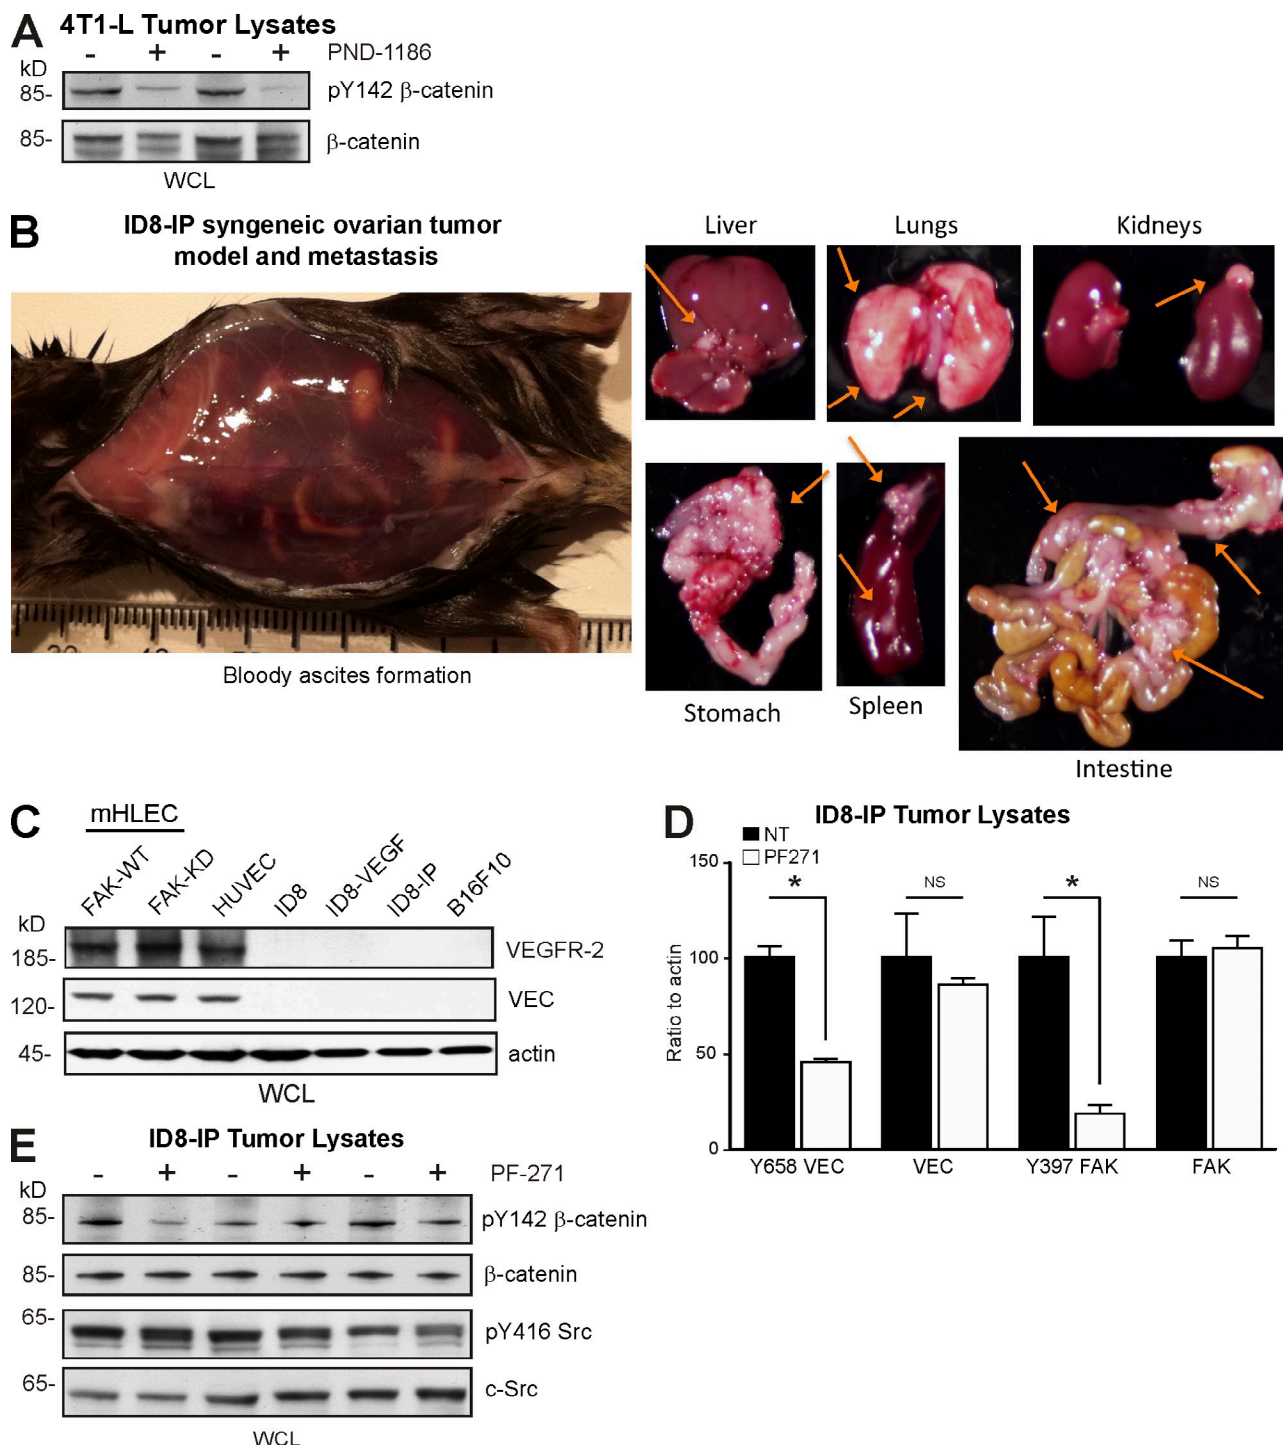 A 4T1-L Tumor Lysates
- + - + PND-1186
kD
85- pY142 β-catenin
85- β-catenin
WCL
B ID8-IP syngeneic ovarian tumor
model and metastasis
Bloody ascites formation
Liver Lungs Kidneys
Stomach Spleen
Intestine
C mHLEC
FAK-WT FAK-KD HUVEC ID8 ID8-VEGF ID8-IP B16F10
kD
185- VEGFR-2
120- VEC
45- actin
WCL
D ID8-IP Tumor Lysates
NT
PF271
Ratio to actin
150
100
50
0
* NS * NS
Y658 VEC VEC Y397 FAK FAK
E ID8-IP Tumor Lysates
- + - + - + PF-271
kD
85- pY142 β-catenin
85- β-catenin
65- pY416 Src
65- c-Src
WCL